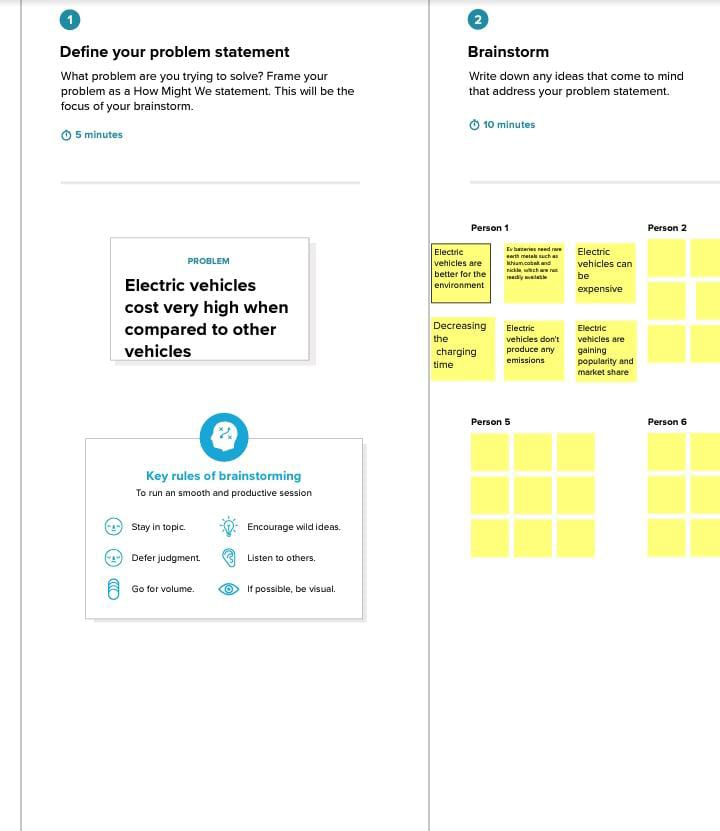 1
Define your problem statement
What problem are you trying to solve? Frame your
problem as a How Might We statement. This will be the
focus of your brainstorm.
5 minutes
PROBLEM
Electric vehicles
cost very high when
compared to other
vehicles
Key rules of brainstorming
To run an smooth and productive session
Stay in topic.
Encourage wild ideas.
Defer judgment.
Listen to others.
Go for volume.
If possible, be visual.
2
Brainstorm
Write down any ideas that come to mind
that address your problem statement.
10 minutes
Person 1
Electric
vehicles are
better for the
environment
Ev batteries need rare
earth metals such as
lithium,cobalt and
nickle, which are not
readily available
Electric
vehicles can
be
expensive
Decreasing
the
charging
time
Electric
vehicles don't
produce any
emissions
Electric
vehicles are
gaining
popularity and
market share
Person 2
Person 5
Person 6